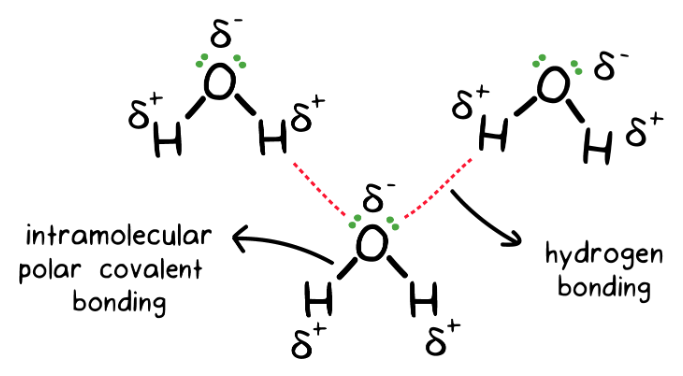 δ⁻
O
δ⁺ H H δ⁺
δ⁻
O
δ⁺ H H δ⁺
δ⁻
O
H H
δ⁺ δ⁺
intramolecular
polar covalent
bonding
hydrogen
bonding